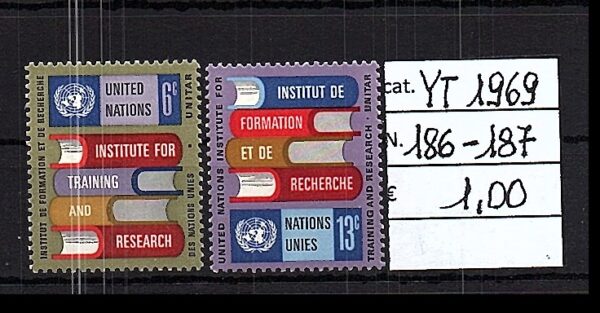 INSTITUT DE FORMATION ET DE RECHERCHE
UNITED
NATIONS
6c
INSTITUTE FOR
TRAINING
AND
RESEARCH
UNITAR
DES NATIONS UNIES •
UNITED NATIONS INSTITUTE FOR
INSTITUT DE
FORMATION
ET DE
RECHERCHE
NATIONS
UNIES
13c
TRAINING AND RESEARCH • UNITAR
cat. YT 1969
N. 186-187
€ 1,00